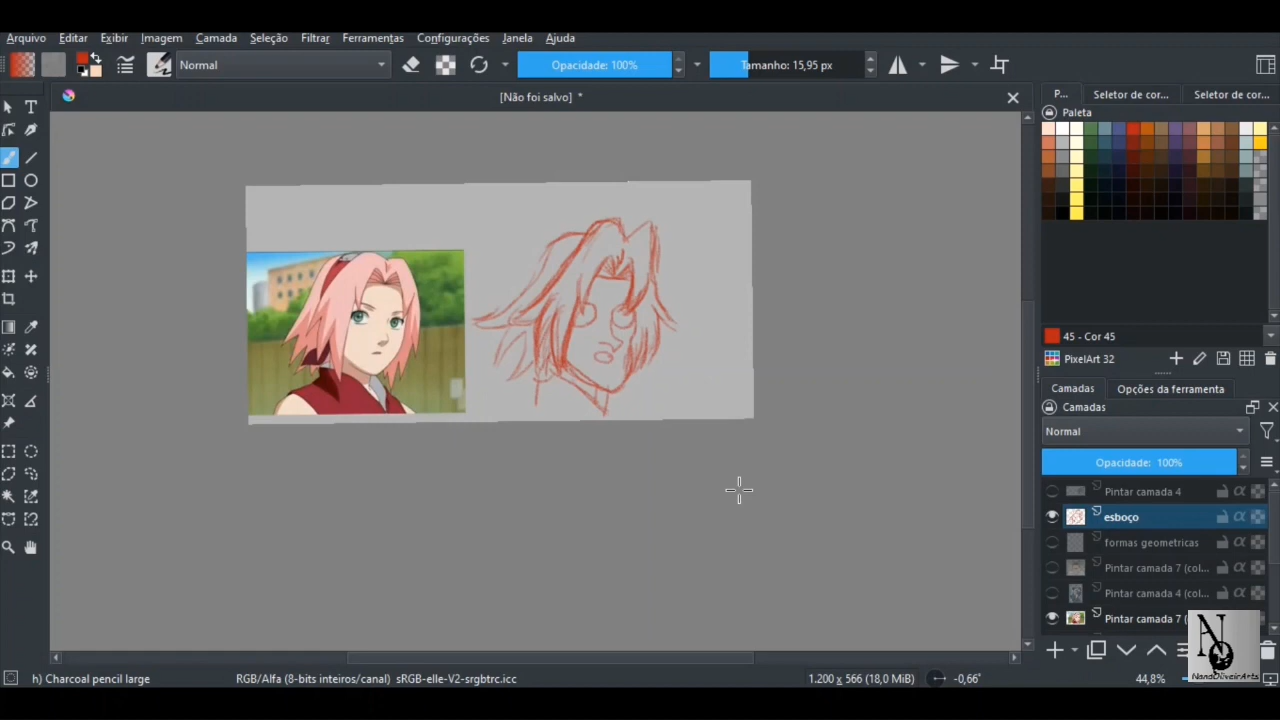 Arquivo Editar Exibir Imagem Camada Seleção Filtrar Ferramentas Configurações Janela Ajuda
Normal Opacidade: 100% Tamanho: 15,95 px
[Não foi salvo] *
P... Seletor de cor... Seletor de cor...
Paleta
45 - Cor 45
PixelArt 32
Camadas Opções da ferramenta
Camadas
Normal
Opacidade: 100%
Pintar camada 4
esboço
formas geometricas
Pintar camada 7 (col...
Pintar camada 4 (col...
Pintar camada 7 (
NandOliveirArts
h) Charcoal pencil large RGB/Alfa (8-bits inteiros/canal) sRGB-elle-V2-srgbtrc.icc 1.200 x 566 (18,0 MiB) -0,66° 44,8%